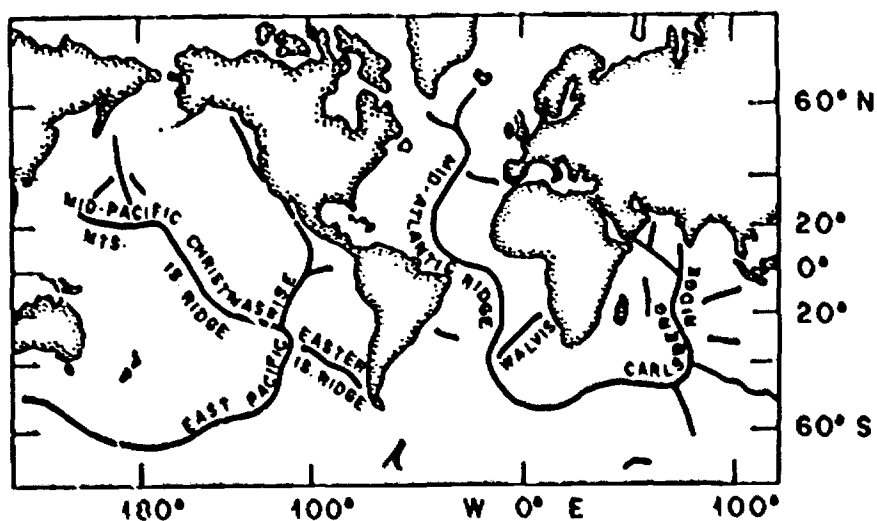 60° N
MID-PACIFIC
MTS.
CHRISTMAS
IS RIDGE
RISE
EAST PACIFIC
EASTER
IS. RIDGE
MID-ATLANTIC
RIDGE
WALVIS
CARLSBERG
RIDGE
20°
0°
20°
60° S
180° 100° W 0° E 100°